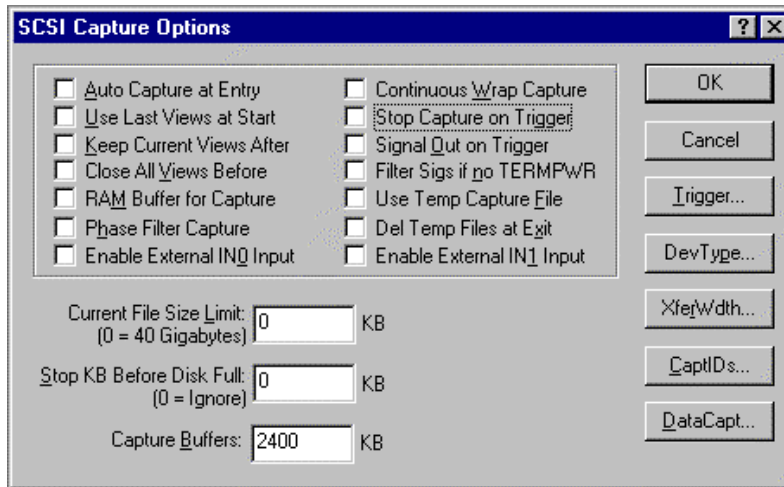 SCSI Capture Options
Auto Capture at Entry
Use Last Views at Start
Keep Current Views After
Close All Views Before
RAM Buffer for Capture
Phase Filter Capture
Enable External IN0 Input
Continuous Wrap Capture
Stop Capture on Trigger
Signal Out on Trigger
Filter Sigs if no TERMPWR
Use Temp Capture File
Del Temp Files at Exit
Enable External IN1 Input
Current File Size Limit: 0 KB
(0 = 40 Gigabytes)
Stop KB Before Disk Full: 0 KB
(0 = Ignore)
Capture Buffers: 2400 KB
OK
Cancel
Trigger...
DevType...
XferWdth...
CaptIDs...
DataCapt...